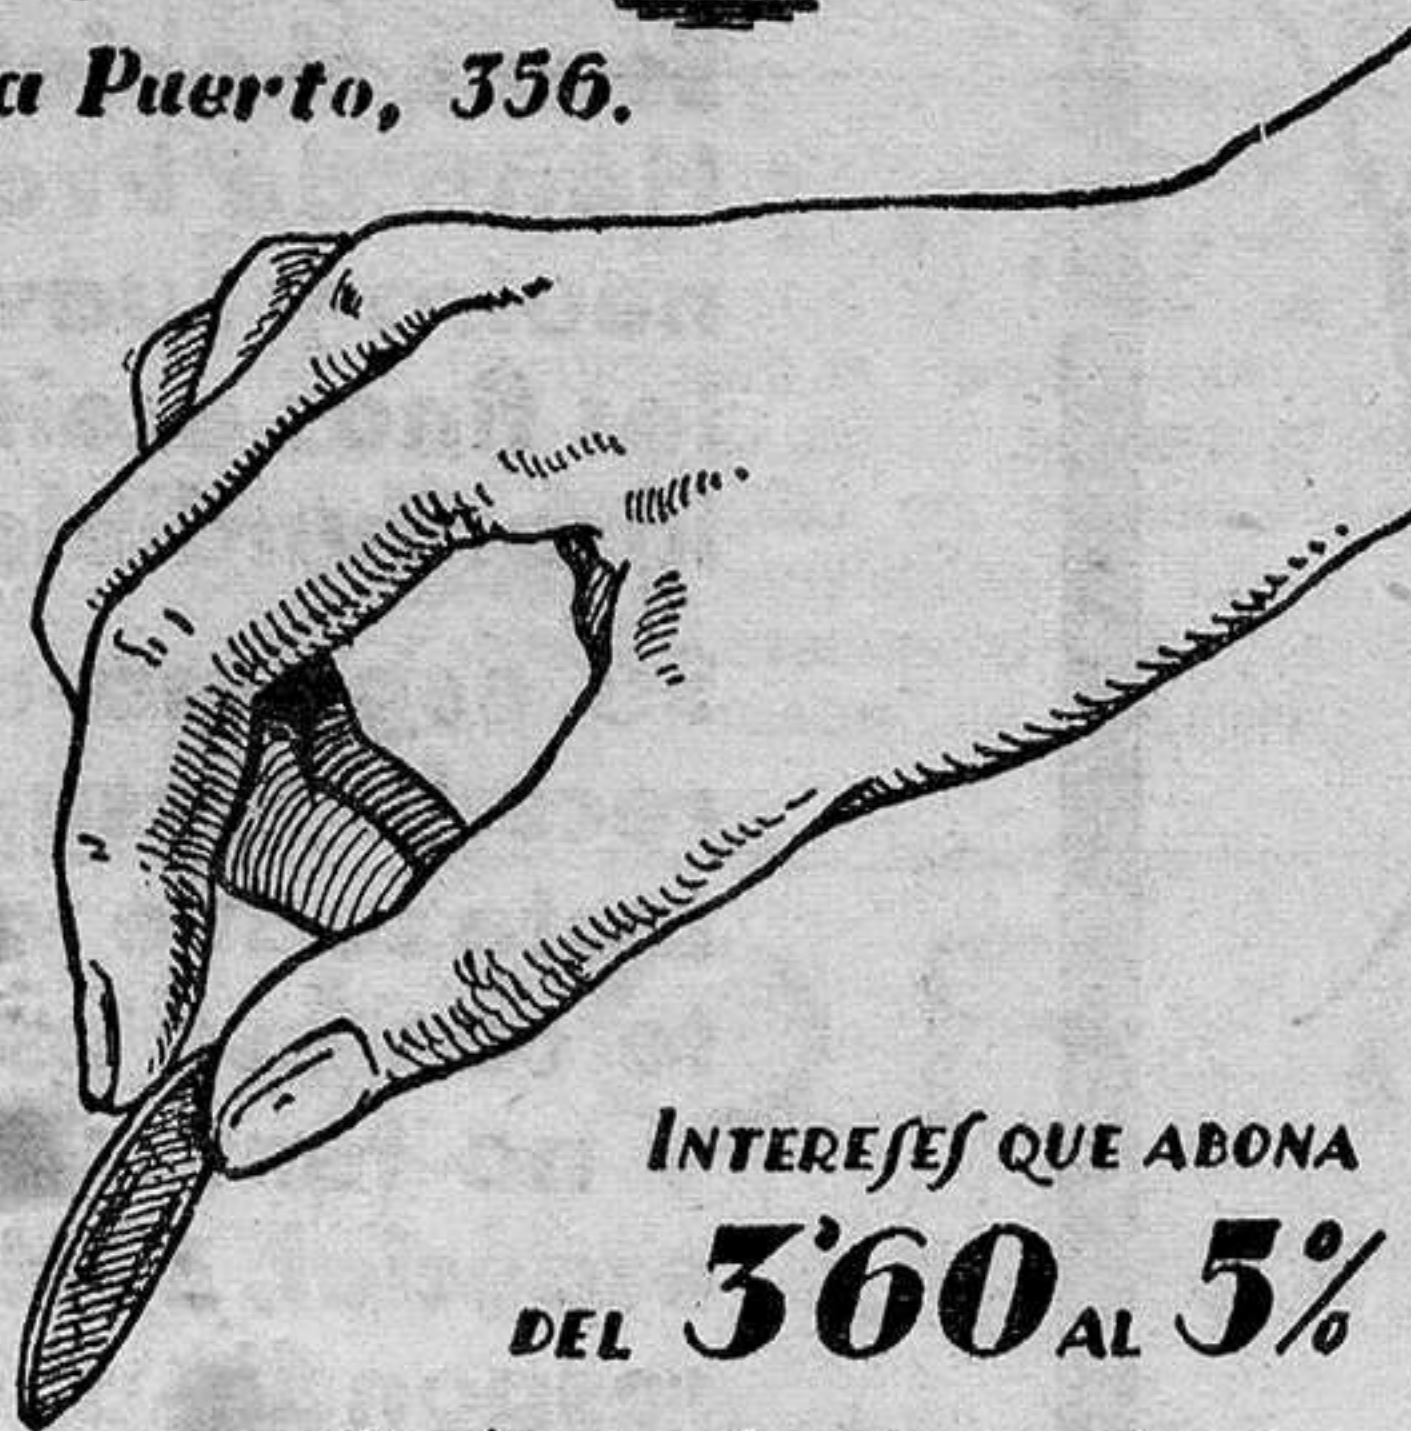 a Puerto, 356.
INTERESES QUE ABONA
DEL 3'60 AL 5%